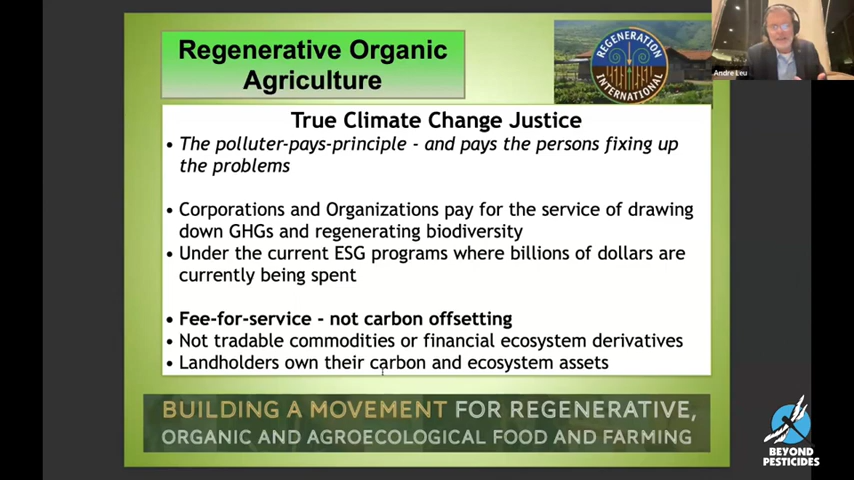 Regenerative Organic
Agriculture
REGENERATION
INTERNATIONAL
Andre Leu
True Climate Change Justice
• The polluter-pays-principle - and pays the persons fixing up
the problems
• Corporations and Organizations pay for the service of drawing
down GHGs and regenerating biodiversity
• Under the current ESG programs where billions of dollars are
currently being spent
• Fee-for-service - not carbon offsetting
• Not tradable commodities or financial ecosystem derivatives
• Landholders own their carbon and ecosystem assets
BUILDING A MOVEMENT FOR REGENERATIVE,
ORGANIC AND AGROECOLOGICAL FOOD AND FARMING
BEYOND
PESTICIDES